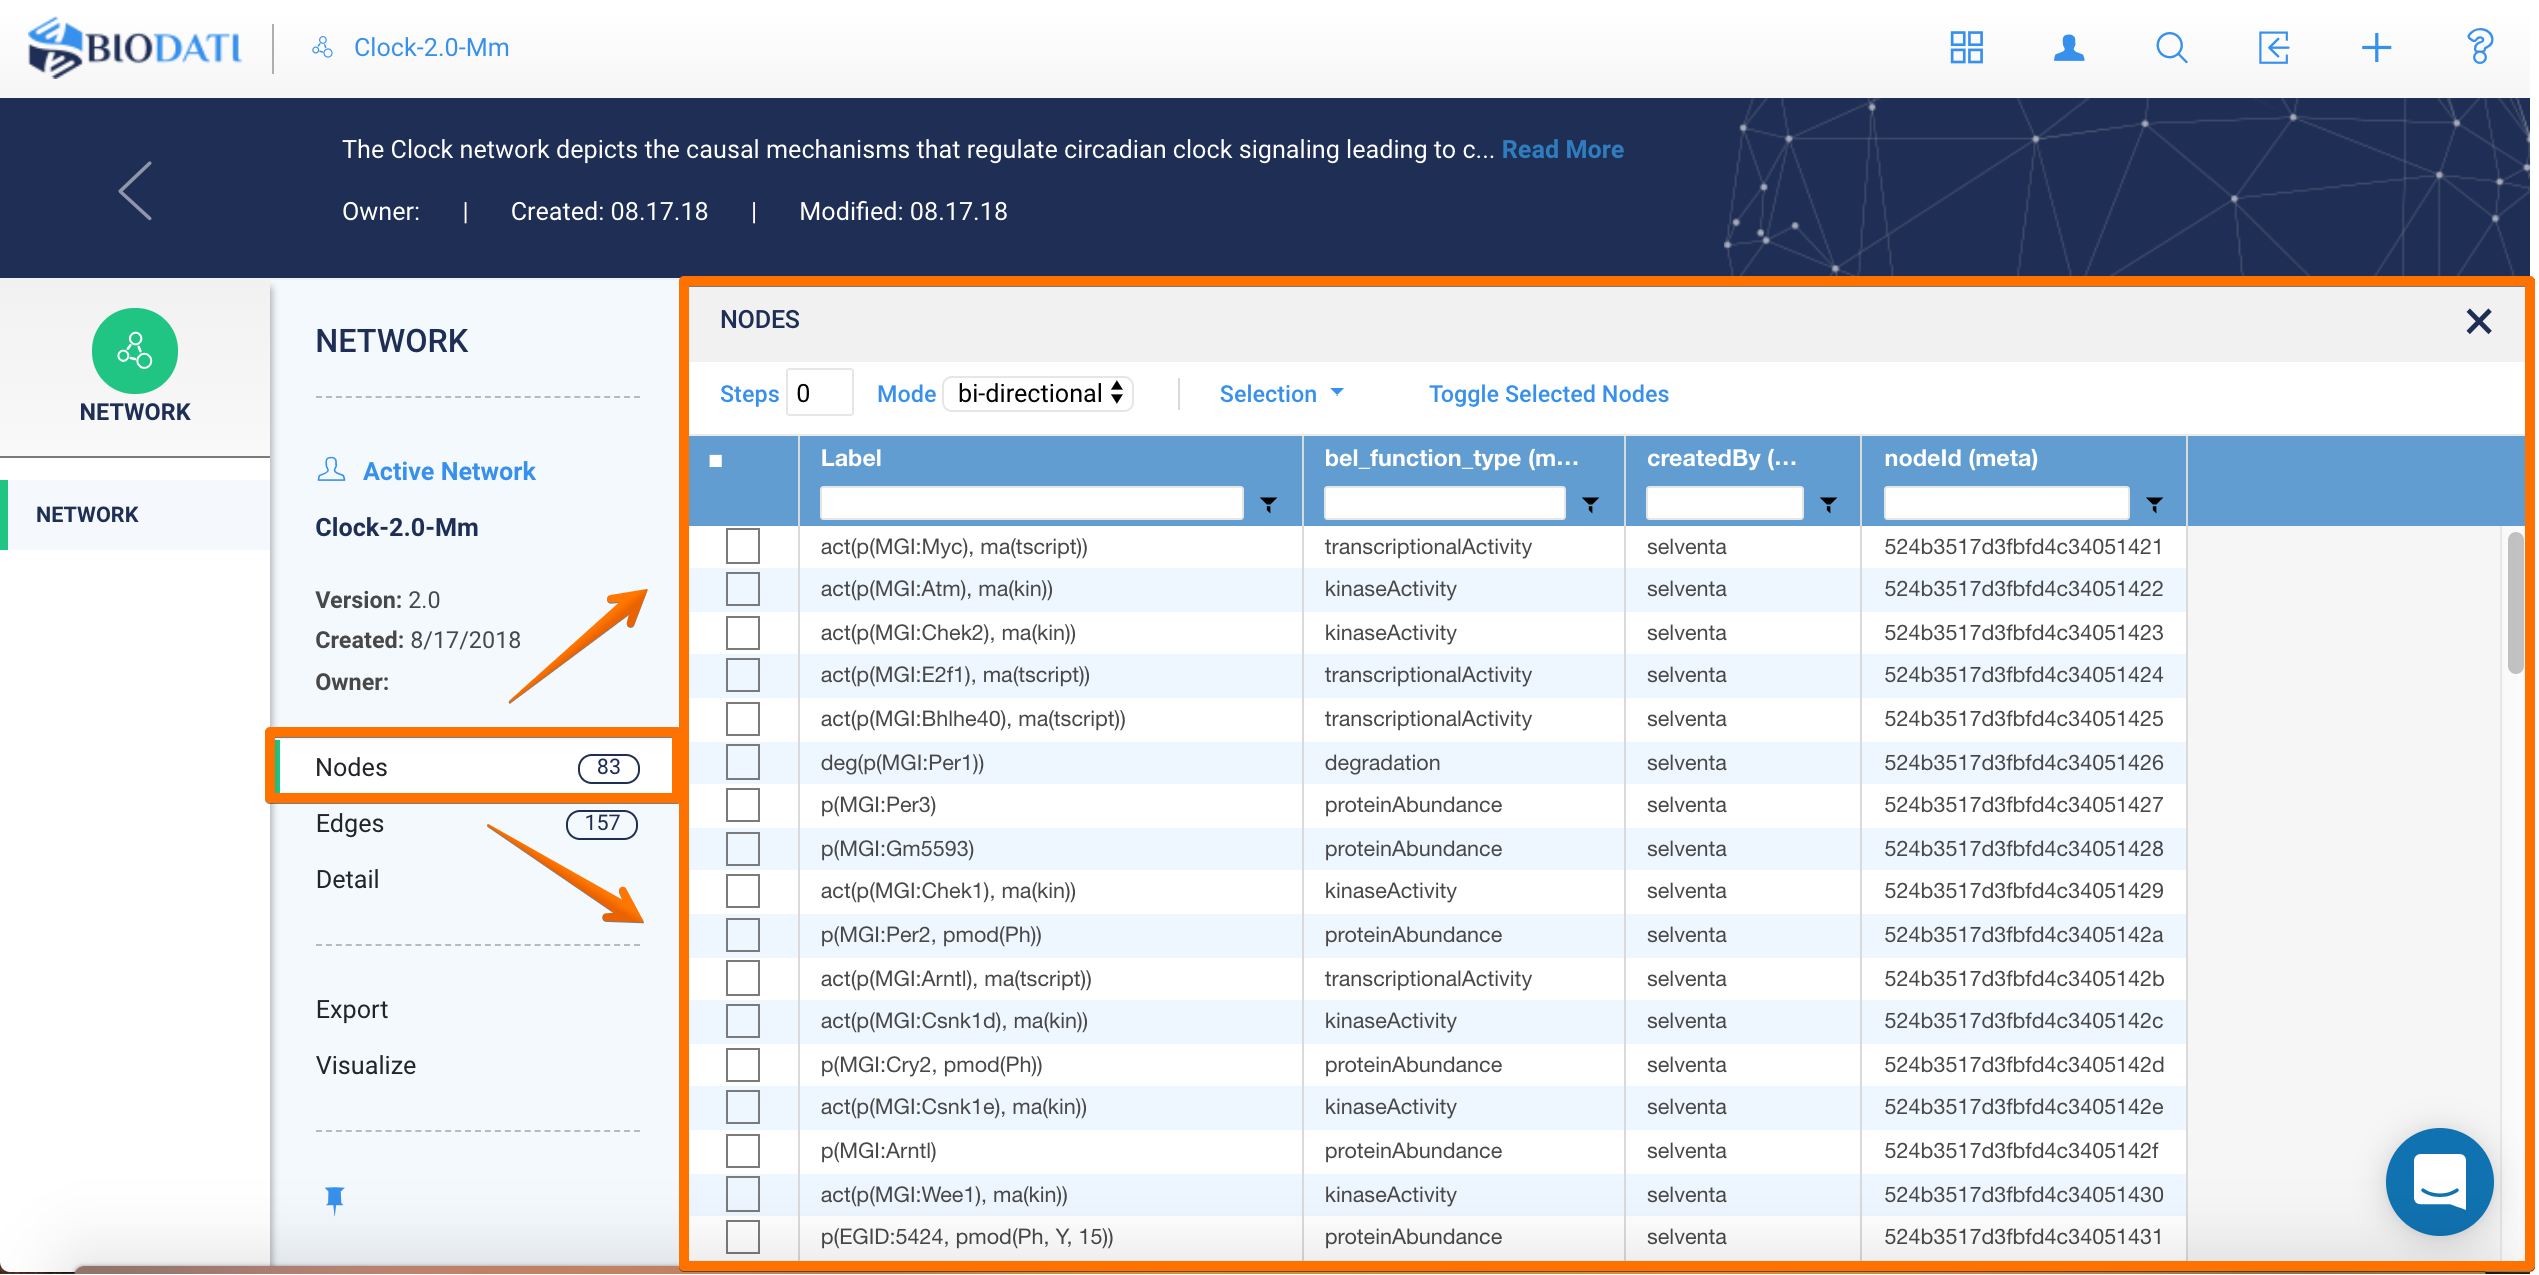 BIODATI
Clock-2.0-Mm
The Clock network depicts the causal mechanisms that regulate circadian clock signaling leading to c... Read More
Owner: | Created: 08.17.18 | Modified: 08.17.18
NETWORK
NETWORK
NETWORK
Active Network
Clock-2.0-Mm
Version: 2.0
Created: 8/17/2018
Owner:
Nodes 83
Edges 157
Detail
Export
Visualize
NODES
Steps 0 Mode bi-directional Selection Toggle Selected Nodes
Label bel_function_type (m... createdBy (... nodeId (meta)
act(p(MGI:Myc), ma(tscript)) transcriptionalActivity selventa 524b3517d3fbfd4c34051421
act(p(MGI:Atm), ma(kin)) kinaseActivity selventa 524b3517d3fbfd4c34051422
act(p(MGI:Chek2), ma(kin)) kinaseActivity selventa 524b3517d3fbfd4c34051423
act(p(MGI:E2f1), ma(tscript)) transcriptionalActivity selventa 524b3517d3fbfd4c34051424
act(p(MGI:Bhlhe40), ma(tscript)) transcriptionalActivity selventa 524b3517d3fbfd4c34051425
deg(p(MGI:Per1)) degradation selventa 524b3517d3fbfd4c34051426
p(MGI:Per3) proteinAbundance selventa 524b3517d3fbfd4c34051427
p(MGI:Gm5593) proteinAbundance selventa 524b3517d3fbfd4c34051428
act(p(MGI:Chek1), ma(kin)) kinaseActivity selventa 524b3517d3fbfd4c34051429
p(MGI:Per2, pmod(Ph)) proteinAbundance selventa 524b3517d3fbfd4c3405142a
act(p(MGI:Arntl), ma(tscript)) transcriptionalActivity selventa 524b3517d3fbfd4c3405142b
act(p(MGI:Csnk1d), ma(kin)) kinaseActivity selventa 524b3517d3fbfd4c3405142c
p(MGI:Cry2, pmod(Ph)) proteinAbundance selventa 524b3517d3fbfd4c3405142d
act(p(MGI:Csnk1e), ma(kin)) kinaseActivity selventa 524b3517d3fbfd4c3405142e
p(MGI:Arntl) proteinAbundance selventa 524b3517d3fbfd4c3405142f
act(p(MGI:Wee1), ma(kin)) kinaseActivity selventa 524b3517d3fbfd4c34051430
p(EGID:5424, pmod(Ph, Y, 15)) proteinAbundance selventa 524b3517d3fbfd4c34051431